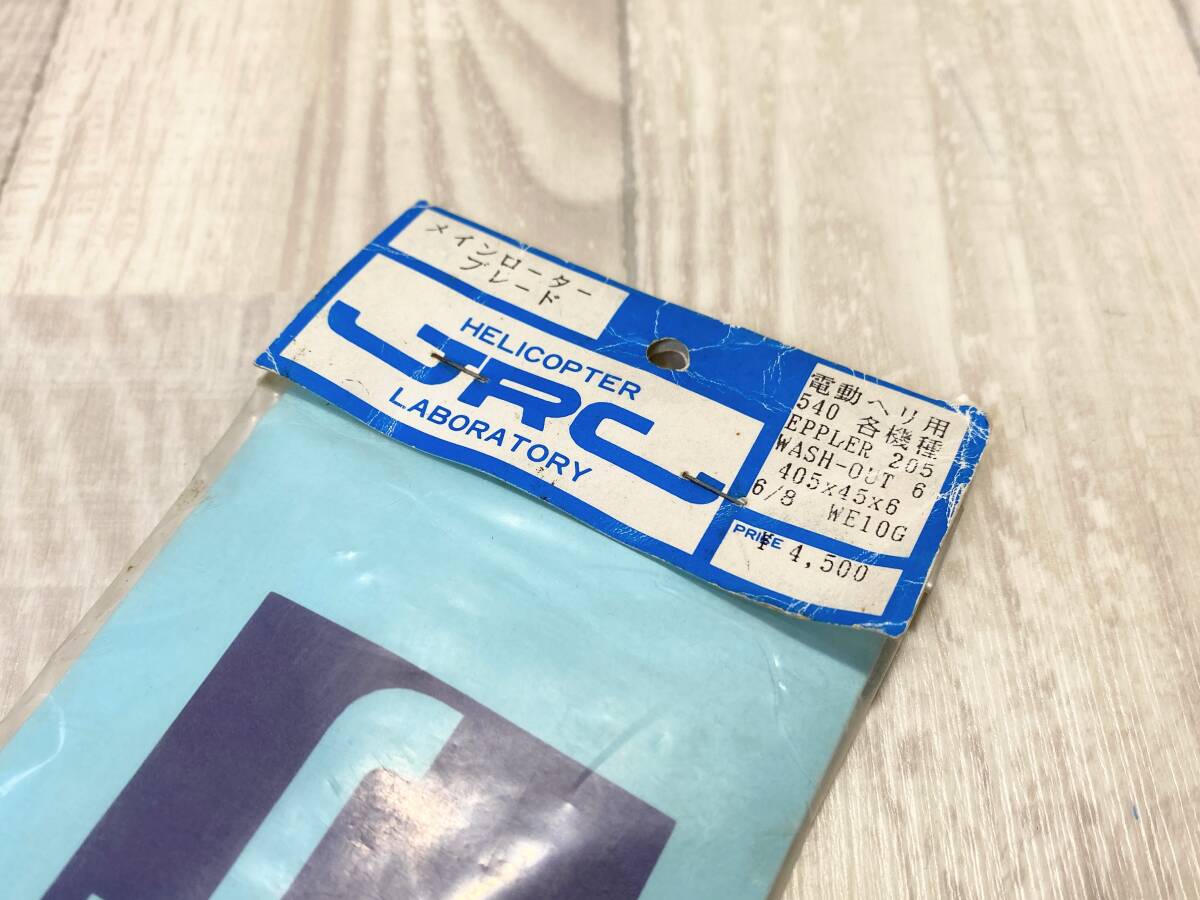 メインローター
ブレード
HELICOPTER
JRC
LABORATORY
電動ヘリ用
540 各機種
EPPLER 205
WASH-OUT 6
405x45x6
6/8 WE10G
PRICE
¥ 4,500